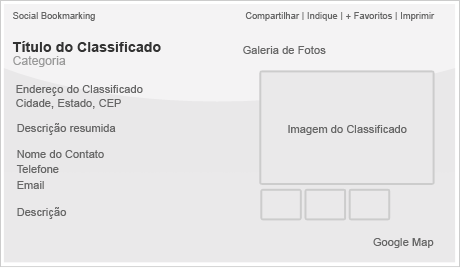 Social Bookmarking
Compartilhar | Indique | + Favoritos | Imprimir
Título do Classificado
Categoria
Galeria de Fotos
Endereço do Classificado
Cidade, Estado, CEP
Descrição resumida
Imagem do Classificado
Nome do Contato
Telefone
Email
Descrição
Google Map